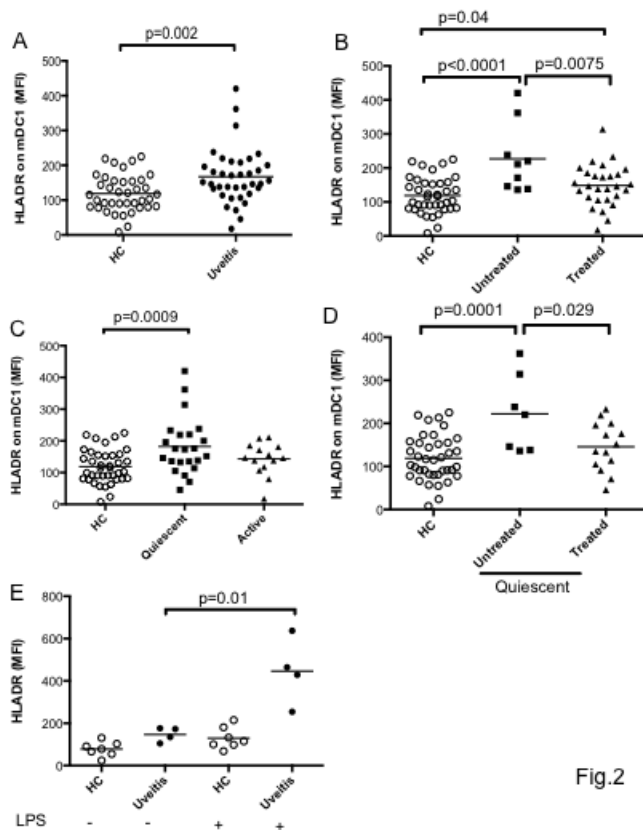 A
p=0.002
HLADR on mDC1 (MFI)
500
400
300
200
100
0
HC
Uveitis
B
p=0.04
p<0.0001
p=0.0075
HLADR on mDC1 (MFI)
500
400
300
200
100
0
HC
Untreated
Treated
C
p=0.0009
HLADR on mDC1 (MFI)
500
400
300
200
100
0
HC
Quiescent
Active
D
p=0.0001
p=0.029
HLADR on mDC1 (MFI)
400
300
200
100
0
HC
Untreated
Treated
Quiescent
E
p=0.01
HLADR (MFI)
800
600
400
200
0
HC
Uveitis
HC
Uveitis
LPS - - + +
Fig.2